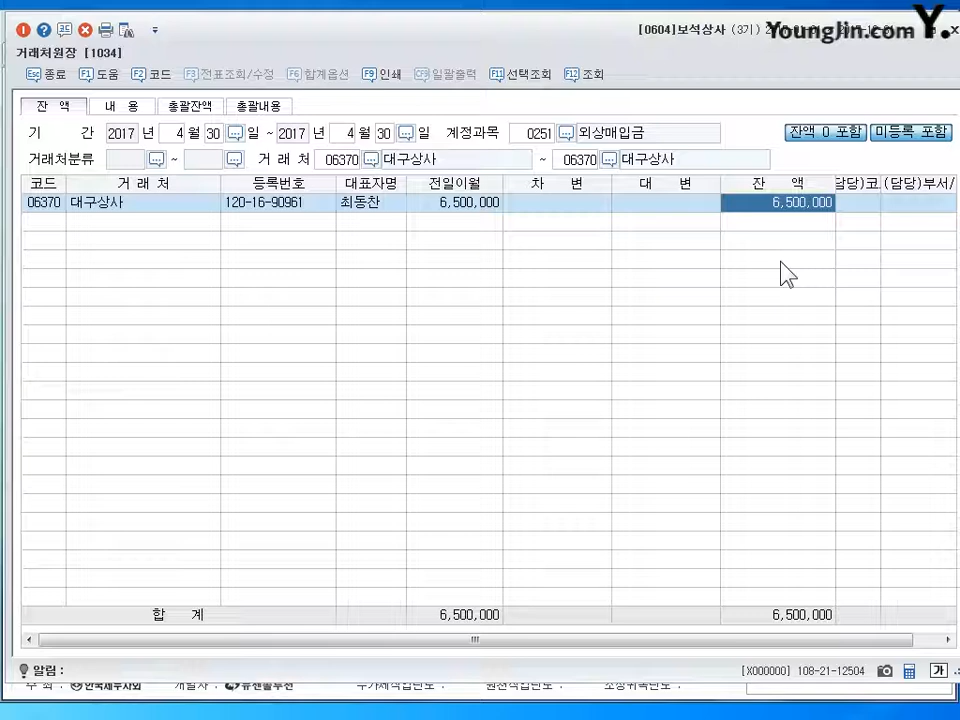 [0604]보석상사 (3기)
YoungJin.com Y.
거래처원장 [1034]
Esc 종료 F1 도움 F2 코드 F3 전표조회/수정 F6 합계옵션 F9 인쇄 CF9 일괄출력 F11 선택조회 F12 조회
잔 액 내 용 총괄잔액 총괄내용
기 간 2017 년 4 월 30 일 ~ 2017 년 4 월 30 일 계정과목 0251 외상매입금 잔액 0 포함 미등록 포함
거래처분류 ~ 거 래 처 06370 대구상사 ~ 06370 대구상사
코드 거 래 처 등록번호 대표자명 전일이월 차 변 대 변 잔 액 담당)코 (담당)부서/
06370 대구상사 120-16-90961 최동찬 6,500,000 6,500,000
합 계 6,500,000 6,500,000
알림 : [X000000] 108-21-12504 가